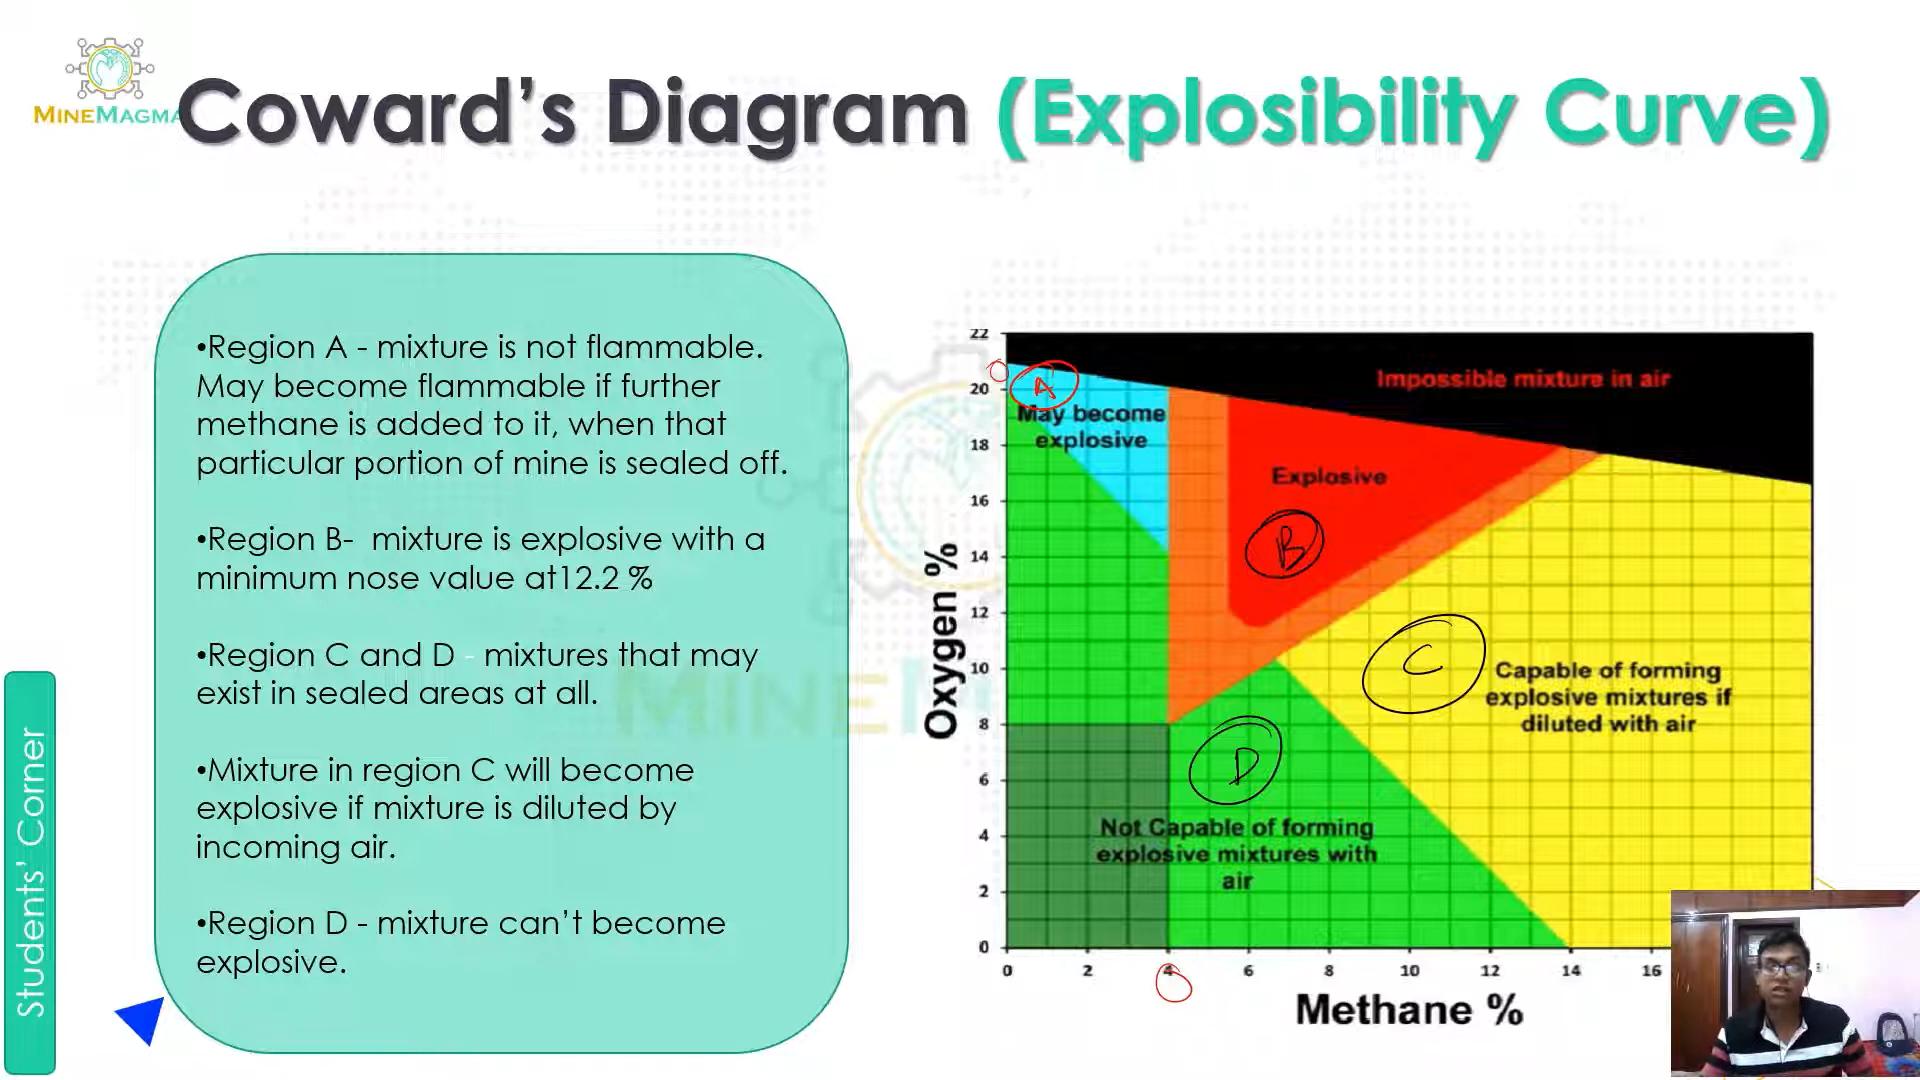 MINEMAGMA
Coward's Diagram (Explosibility Curve)
•Region A - mixture is not flammable.
May become flammable if further
methane is added to it, when that
particular portion of mine is sealed off.
•Region B- mixture is explosive with a
minimum nose value at12.2 %
•Region C and D - mixtures that may
exist in sealed areas at all.
•Mixture in region C will become
explosive if mixture is diluted by
incoming air.
•Region D - mixture can't become
explosive.
Students' Corner
Oxygen %
22
20
18
16
14
12
10
8
6
4
2
0
Impossible mixture in air
A
May become
explosive
Explosive
B
C
Capable of forming
explosive mixtures if
diluted with air
D
Not Capable of forming
explosive mixtures with
air
0 2 4 6 8 10 12 14 16
Methane %